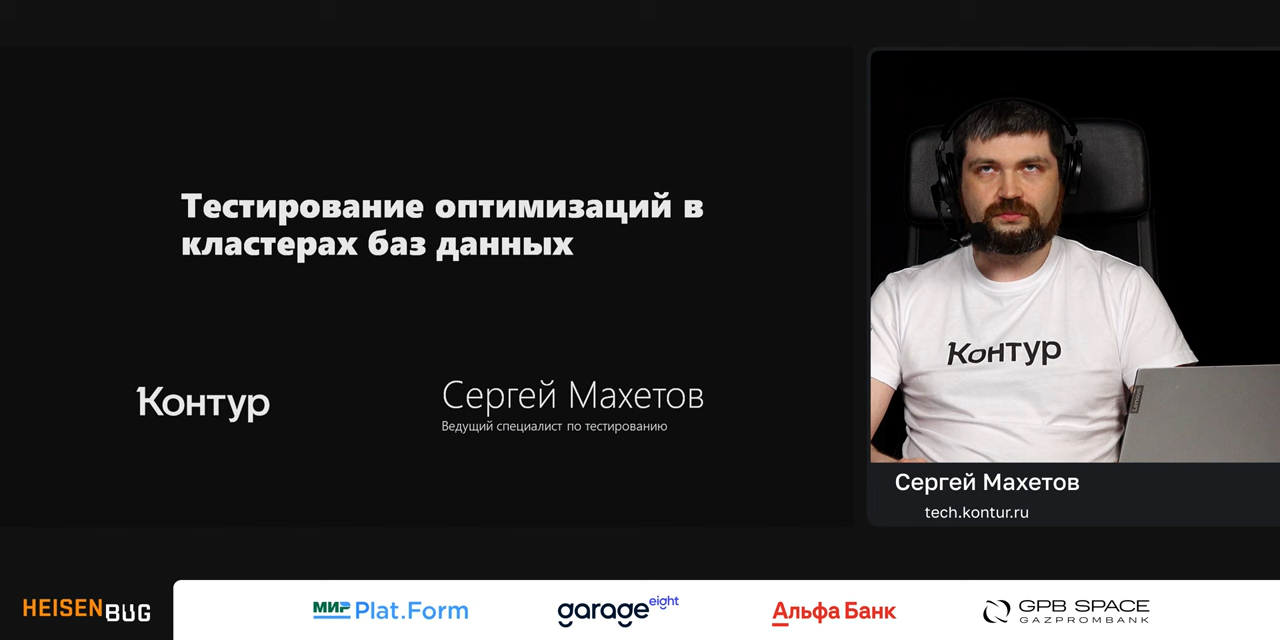 Тестирование оптимизаций в
кластерах баз данных
Контур
Сергей Махетов
Ведущий специалист по тестированию
Контур
Lenovo
Сергей Махетов
tech.kontur.ru
HEISENBUG
МИР Plat.Form
garage eight
Альфа Банк
GPB SPACE
GAZPROMBANK